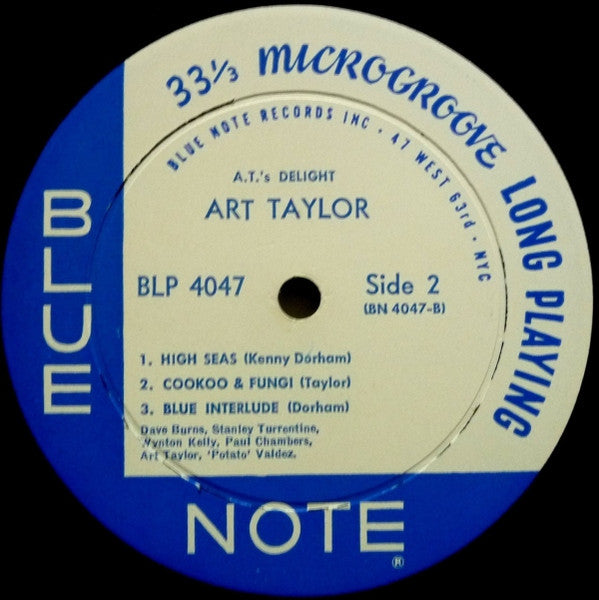 33⅓ MICROGROOVE LONG PLAYING
BLUE NOTE RECORDS INC • 47 WEST 63rd • NYC
A.T.'s DELIGHT
ART TAYLOR
BLP 4047
Side 2
(BN 4047-B)
1. HIGH SEAS (Kenny Dorham)
2. COOKOO & FUNGI (Taylor)
3. BLUE INTERLUDE (Dorham)
Dave Burns, Stanley Turrentine,
Wynton Kelly, Paul Chambers,
Art Taylor, 'Potato' Valdez.
BLUE
NOTE
®